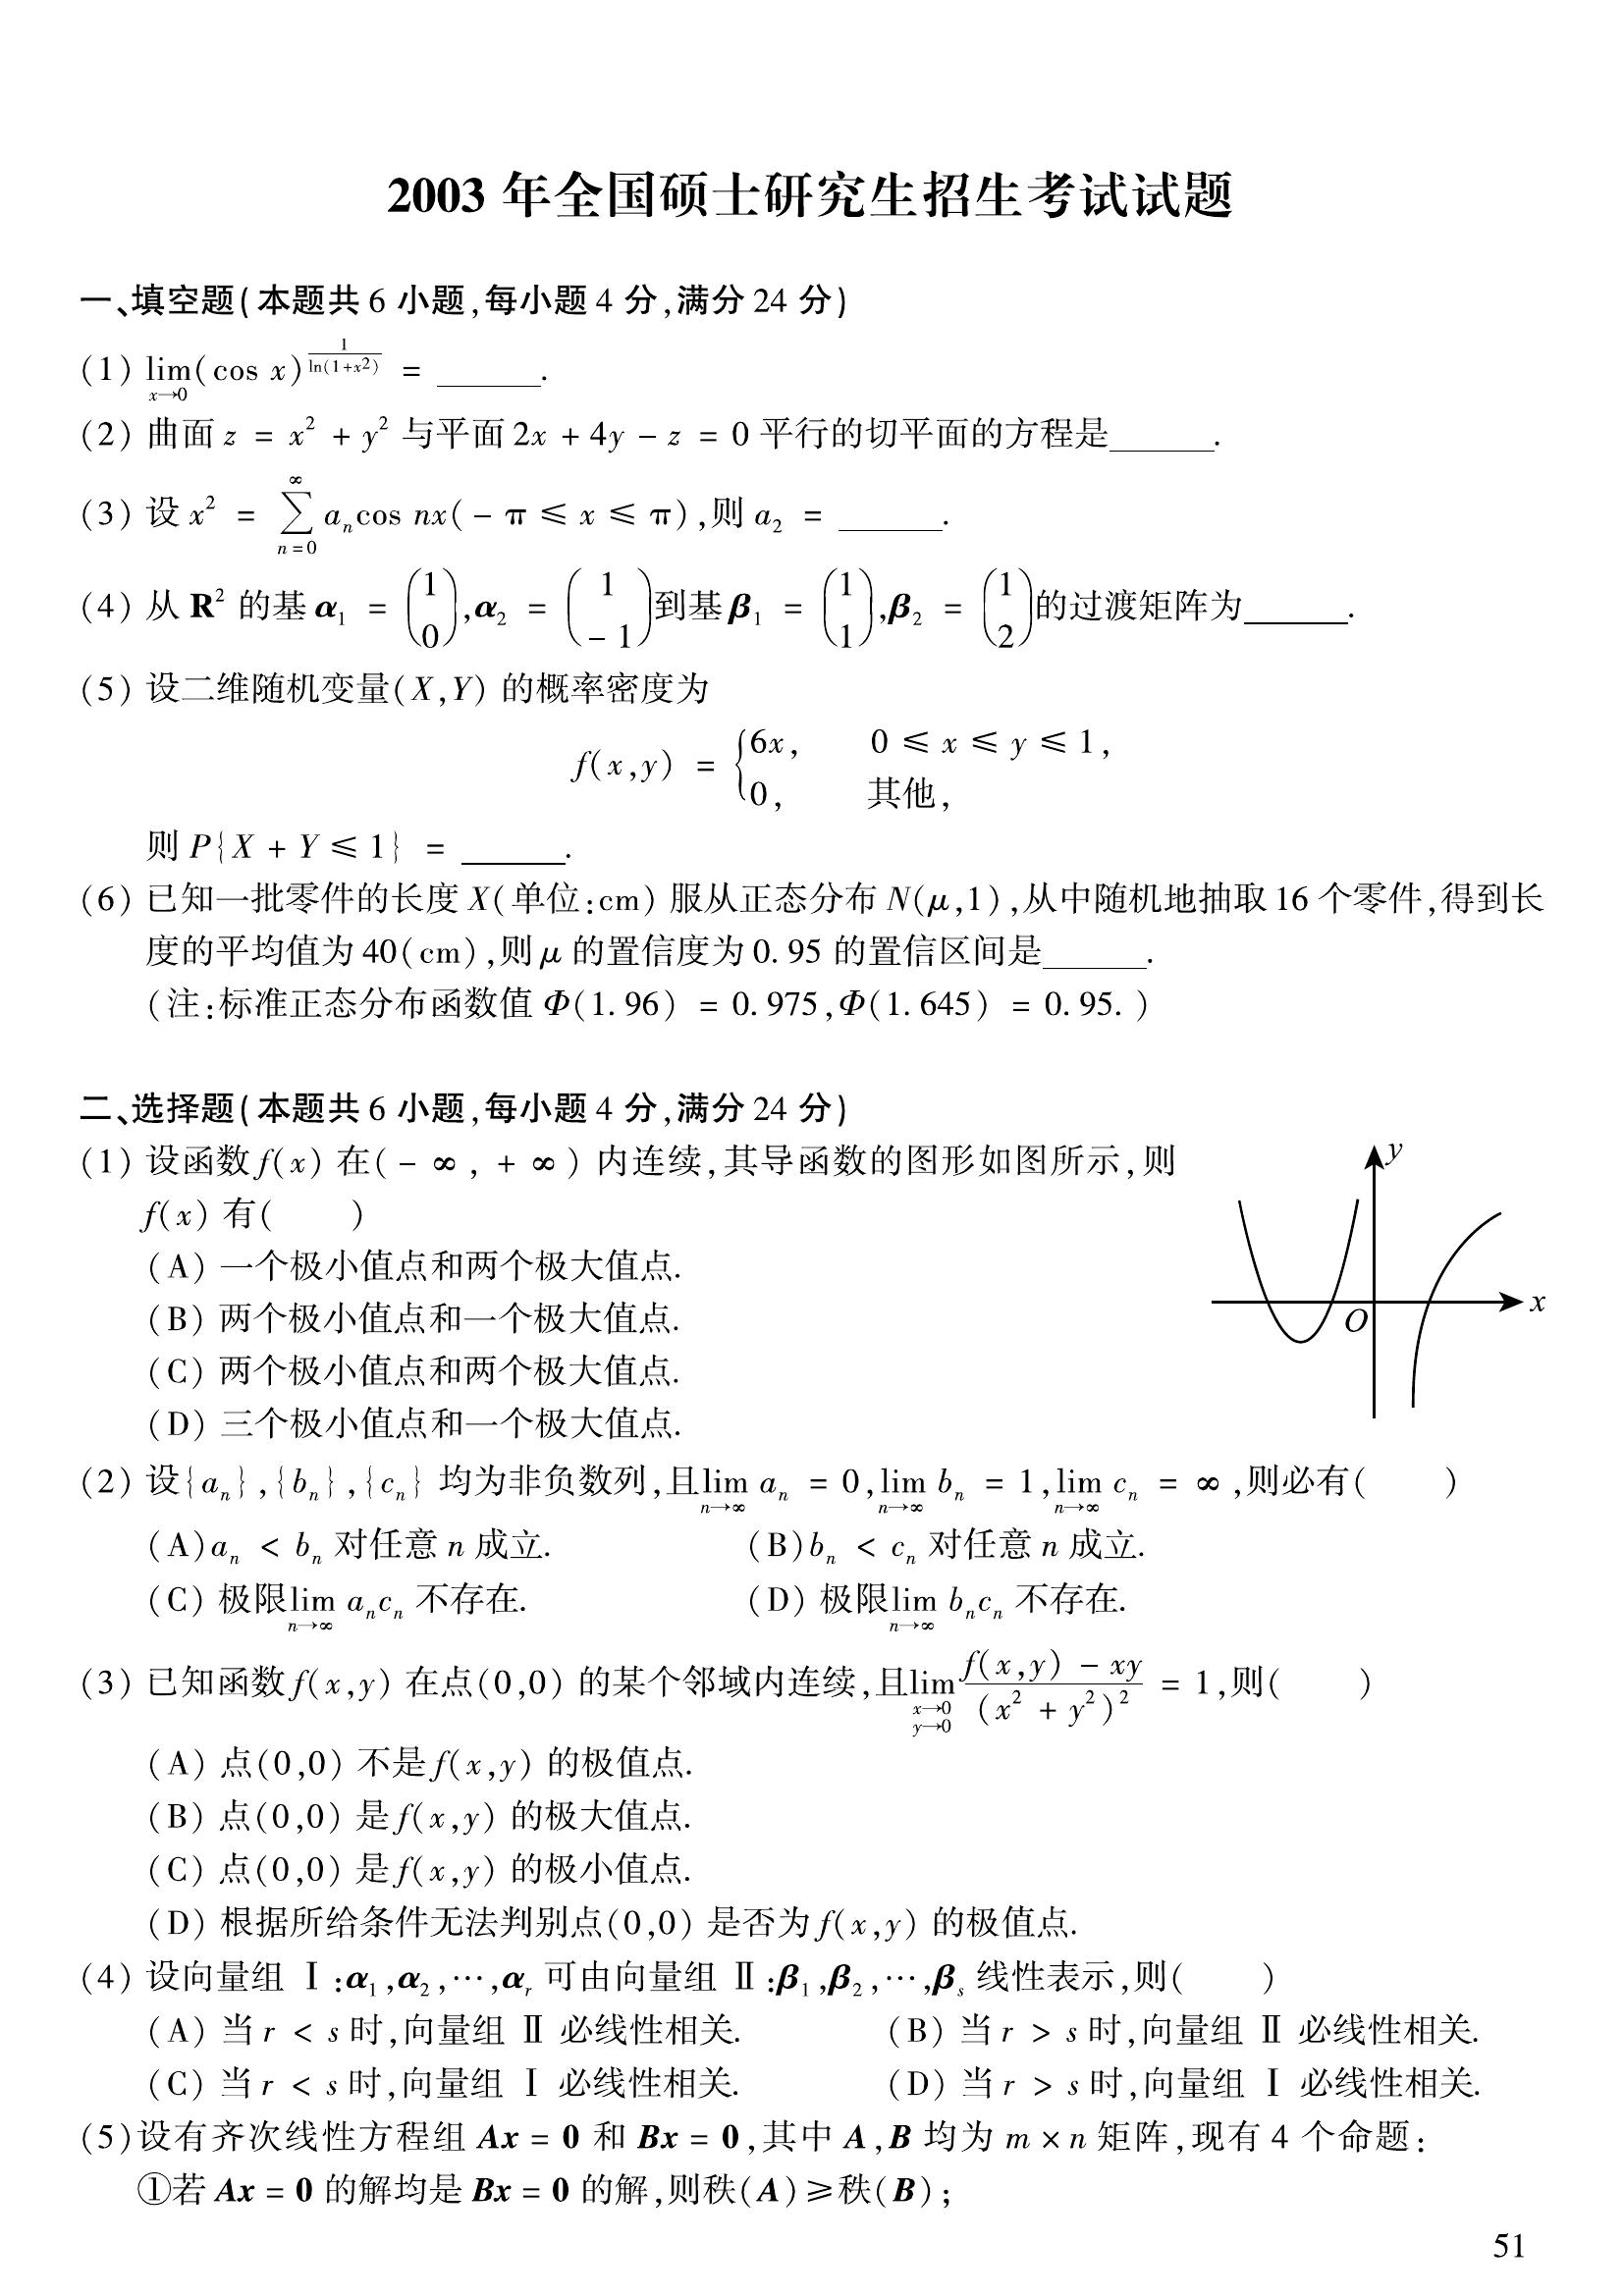 2003 年全国硕士研究生招生考试试题
一、填空题(本题共 6 小题,每小题 4 分,满分 24 分)
(1) $\lim\limits_{x\to 0}(\cos x)^{\frac{1}{\ln(1+x^2)}}$ = ______.
(2) 曲面 $z = x^2 + y^2$ 与平面 $2x + 4y - z = 0$ 平行的切平面的方程是______.
(3) 设 $x^2 = \sum\limits_{n=0}^{\infty} a_n\cos nx(-\pi \leqslant x \leqslant \pi)$,则 $a_2$ = ______.
(4) 从 $\mathbf{R}^2$ 的基 $\boldsymbol{\alpha}_1 = \begin{pmatrix}1\\0\end{pmatrix},\boldsymbol{\alpha}_2 = \begin{pmatrix}1\\-1\end{pmatrix}$到基 $\boldsymbol{\beta}_1 = \begin{pmatrix}1\\1\end{pmatrix},\boldsymbol{\beta}_2 = \begin{pmatrix}1\\2\end{pmatrix}$的过渡矩阵为______.
(5) 设二维随机变量(X,Y) 的概率密度为
$f(x,y) = \begin{cases}6x, & 0 \leqslant x \leqslant y \leqslant 1,\\0, & 其他,\end{cases}$
则 P{X + Y ⩽ 1} = ______.
(6) 已知一批零件的长度 X(单位:cm) 服从正态分布 N(μ,1),从中随机地抽取 16 个零件,得到长
度的平均值为 40(cm),则 μ 的置信度为 0.95 的置信区间是______.
(注:标准正态分布函数值 Φ(1.96) = 0.975,Φ(1.645) = 0.95.)
二、选择题(本题共 6 小题,每小题 4 分,满分 24 分)
(1) 设函数 f(x) 在(- ∞ , + ∞) 内连续,其导函数的图形如图所示,则
f(x) 有(  )
(A) 一个极小值点和两个极大值点.
(B) 两个极小值点和一个极大值点.
(C) 两个极小值点和两个极大值点.
(D) 三个极小值点和一个极大值点.
y
O
x
(2) 设$\{a_n\},\{b_n\},\{c_n\}$ 均为非负数列,且$\lim\limits_{n\to\infty} a_n = 0,\lim\limits_{n\to\infty} b_n = 1,\lim\limits_{n\to\infty} c_n = \infty$,则必有(  )
(A)$a_n < b_n$ 对任意 n 成立. (B)$b_n < c_n$ 对任意 n 成立.
(C) 极限$\lim\limits_{n\to\infty} a_nc_n$ 不存在. (D) 极限$\lim\limits_{n\to\infty} b_nc_n$ 不存在.
(3) 已知函数 f(x,y) 在点(0,0) 的某个邻域内连续,且$\lim\limits_{\substack{x\to 0\\y\to 0}}\frac{f(x,y) - xy}{(x^2 + y^2)^2} = 1$,则(  )
(A) 点(0,0) 不是 f(x,y) 的极值点.
(B) 点(0,0) 是 f(x,y) 的极大值点.
(C) 点(0,0) 是 f(x,y) 的极小值点.
(D) 根据所给条件无法判别点(0,0) 是否为 f(x,y) 的极值点.
(4) 设向量组 Ⅰ:$\boldsymbol{\alpha}_1,\boldsymbol{\alpha}_2,\cdots,\boldsymbol{\alpha}_r$ 可由向量组 Ⅱ:$\boldsymbol{\beta}_1,\boldsymbol{\beta}_2,\cdots,\boldsymbol{\beta}_s$ 线性表示,则(  )
(A) 当 r < s 时,向量组 Ⅱ 必线性相关. (B) 当 r > s 时,向量组 Ⅱ 必线性相关.
(C) 当 r < s 时,向量组 Ⅰ 必线性相关. (D) 当 r > s 时,向量组 Ⅰ 必线性相关.
(5)设有齐次线性方程组 Ax = 0 和 Bx = 0,其中 A,B 均为 m × n 矩阵,现有 4 个命题:
①若 Ax = 0 的解均是 Bx = 0 的解,则秩(A)⩾秩(B);
51